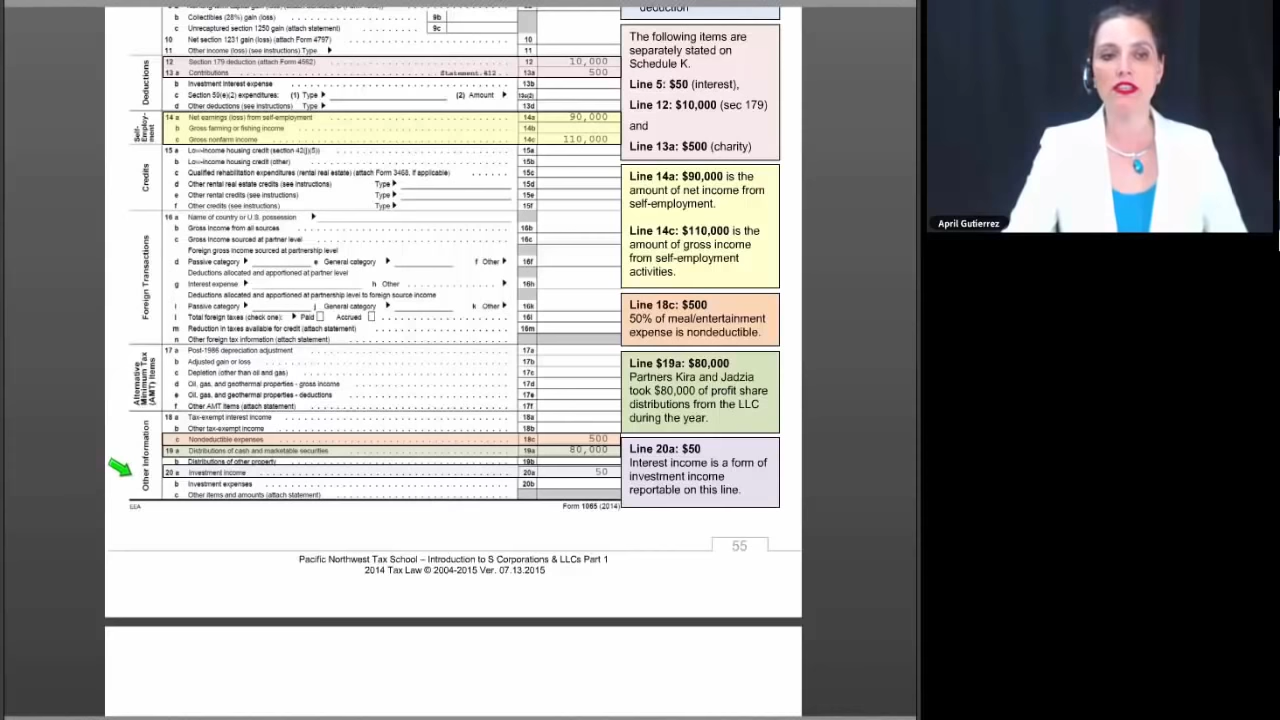 deduction
b Collectibles (28%) gain (loss) 9b
c Unrecaptured section 1250 gain (attach statement) 9c
10 Net section 1231 gain (loss) (attach Form 4797) 10
11 Other income (loss) (see instructions) Type 11
Deductions
12 Section 179 deduction (attach Form 4562) 12 10,000
13 a Contributions Statement #12 13a 500
b Investment interest expense 13b
c Section 59(e)(2) expenditures: (1) Type (2) Amount 13c(2)
d Other deductions (see instructions) Type 13d
Self-Employ-ment
14 a Net earnings (loss) from self-employment 14a 90,000
b Gross farming or fishing income 14b
c Gross nonfarm income 14c 110,000
Credits
15 a Low-income housing credit (section 42(j)(5)) 15a
b Low-income housing credit (other) 15b
c Qualified rehabilitation expenditures (rental real estate) (attach Form 3468, if applicable) 15c
d Other rental real estate credits (see instructions) Type 15d
e Other rental credits (see instructions) Type 15e
f Other credits (see instructions) Type 15f
Foreign Transactions
16 a Name of country or U.S. possession
b Gross income from all sources 16b
c Gross income sourced at partner level 16c
Foreign gross income sourced at partnership level
d Passive category e General category f Other 16f
Deductions allocated and apportioned at partner level
g Interest expense h Other 16h
Deductions allocated and apportioned at partnership level to foreign source income
i Passive category j General category k Other 16k
l Total foreign taxes (check one): Paid Accrued 16l
m Reduction in taxes available for credit (attach statement) 16m
n Other foreign tax information (attach statement)
Alternative Minimum Tax (AMT) Items
17 a Post-1986 depreciation adjustment 17a
b Adjusted gain or loss 17b
c Depletion (other than oil and gas) 17c
d Oil, gas, and geothermal properties - gross income 17d
e Oil, gas, and geothermal properties - deductions 17e
f Other AMT items (attach statement) 17f
Other Information
18 a Tax-exempt interest income 18a
b Other tax-exempt income 18b
c Nondeductible expenses 18c 500
19 a Distributions of cash and marketable securities 19a 80,000
b Distributions of other property 19b
20 a Investment income 20a 50
b Investment expenses 20b
c Other items and amounts (attach statement)
EEA Form 1065 (2014)
The following items are
separately stated on
Schedule K.
Line 5: $50 (interest),
Line 12: $10,000 (sec 179)
and
Line 13a: $500 (charity)
Line 14a: $90,000 is the
amount of net income from
self-employment.
Line 14c: $110,000 is the
amount of gross income
from self-employment
activities.
Line 18c: $500
50% of meal/entertainment
expense is nondeductible.
Line $19a: $80,000
Partners Kira and Jadzia
took $80,000 of profit share
distributions from the LLC
during the year.
Line 20a: $50
Interest income is a form of
investment income
reportable on this line.
55
Pacific Northwest Tax School – Introduction to S Corporations & LLCs Part 1
2014 Tax Law © 2004-2015 Ver. 07.13.2015
April Gutierrez